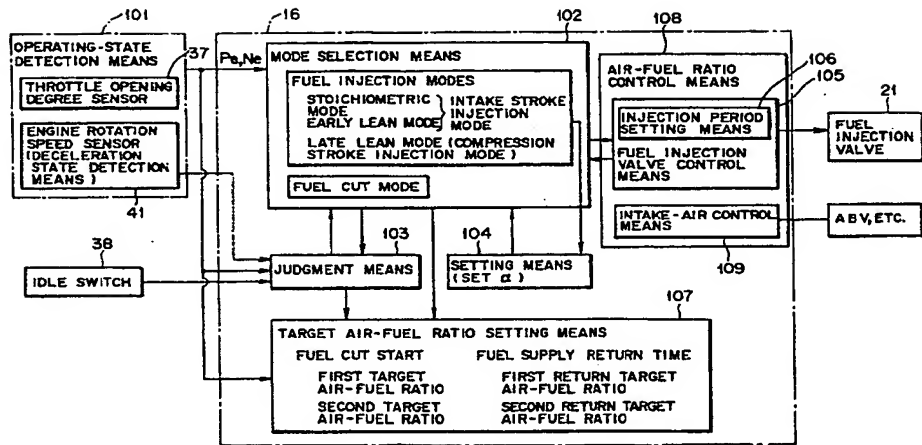 101
16
102
108
OPERATING-STATE
DETECTION MEANS
37
THROTTLE OPENING
DEGREE SENSOR
ENGINE ROTATION
SPEED SENSOR
(DECELERATION
STATE DETECTION
MEANS)
41
38
IDLE SWITCH
Pe,Ne
MODE SELECTION MEANS
FUEL INJECTION MODES
STOICHIOMETRIC
MODE
EARLY LEAN MODE
INTAKE STROKE
INJECTION
MODE
LATE LEAN MODE (COMPRESSION
STROKE INJECTION MODE)
FUEL CUT MODE
103
JUDGMENT MEANS
104
SETTING MEANS
(SET α)
AIR-FUEL RATIO
CONTROL MEANS
106
105
INJECTION PERIOD
SETTING MEANS
FUEL INJECTION
VALVE CONTROL
MEANS
INTAKE-AIR CONTROL
MEANS
109
21
FUEL
INJECTION
VALVE
ABV, ETC.
107
TARGET AIR-FUEL RATIO SETTING MEANS
FUEL CUT START
FIRST TARGET
AIR-FUEL RATIO
SECOND TARGET
AIR-FUEL RATIO
FUEL SUPPLY RETURN TIME
FIRST RETURN TARGET
AIR-FUEL RATIO
SECOND RETURN TARGET
AIR-FUEL RATIO